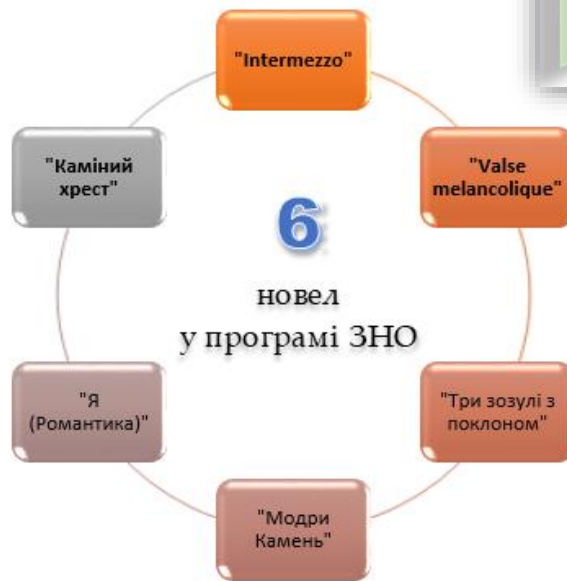 "Intermezzo"
"Valse
melancolique"
"Три зозулі з
поклоном"
"Модри
Камень"
"Я
(Романтика)"
"Каміний
хрест"
6
новел
у програмі ЗНО